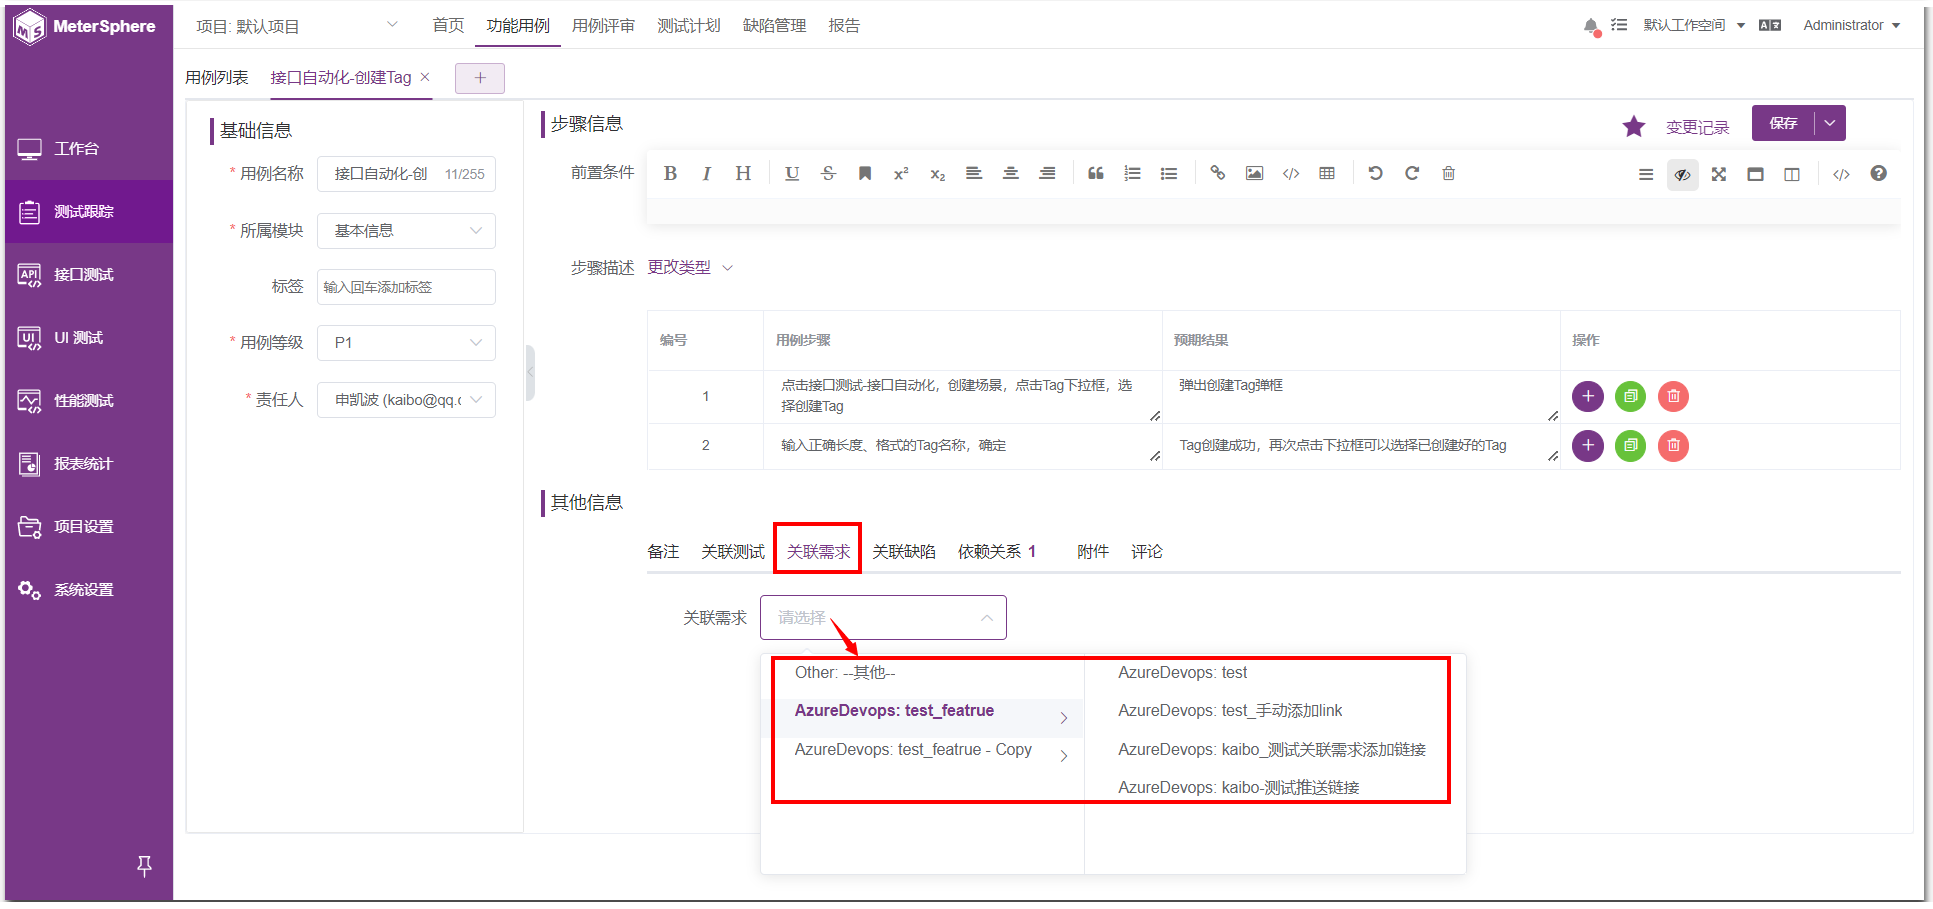 MeterSphere
项目: 默认项目
首页
功能用例
用例评审
测试计划
缺陷管理
报告
默认工作空间
Administrator
用例列表
接口自动化-创建Tag ×
+
工作台
测试跟踪
接口测试
UI 测试
性能测试
报表统计
项目设置
系统设置
基础信息
* 用例名称
接口自动化-创
11/255
* 所属模块
基本信息
标签
输入回车添加标签
* 用例等级
P1
* 责任人
申凯波 (kaibo@qq.c
步骤信息
变更记录
保存
前置条件
步骤描述
更改类型
编号
用例步骤
预期结果
操作
1
点击接口测试-接口自动化，创建场景，点击Tag下拉框，选
择创建Tag
弹出创建Tag弹框
2
输入正确长度、格式的Tag名称，确定
Tag创建成功，再次点击下拉框可以选择已创建好的Tag
其他信息
备注
关联测试
关联需求
关联缺陷
依赖关系 1
附件
评论
关联需求
请选择
Other: --其他--
AzureDevops: test_featrue
AzureDevops: test_featrue - Copy
AzureDevops: test
AzureDevops: test_手动添加link
AzureDevops: kaibo_测试关联需求添加链接
AzureDevops: kaibo-测试推送链接